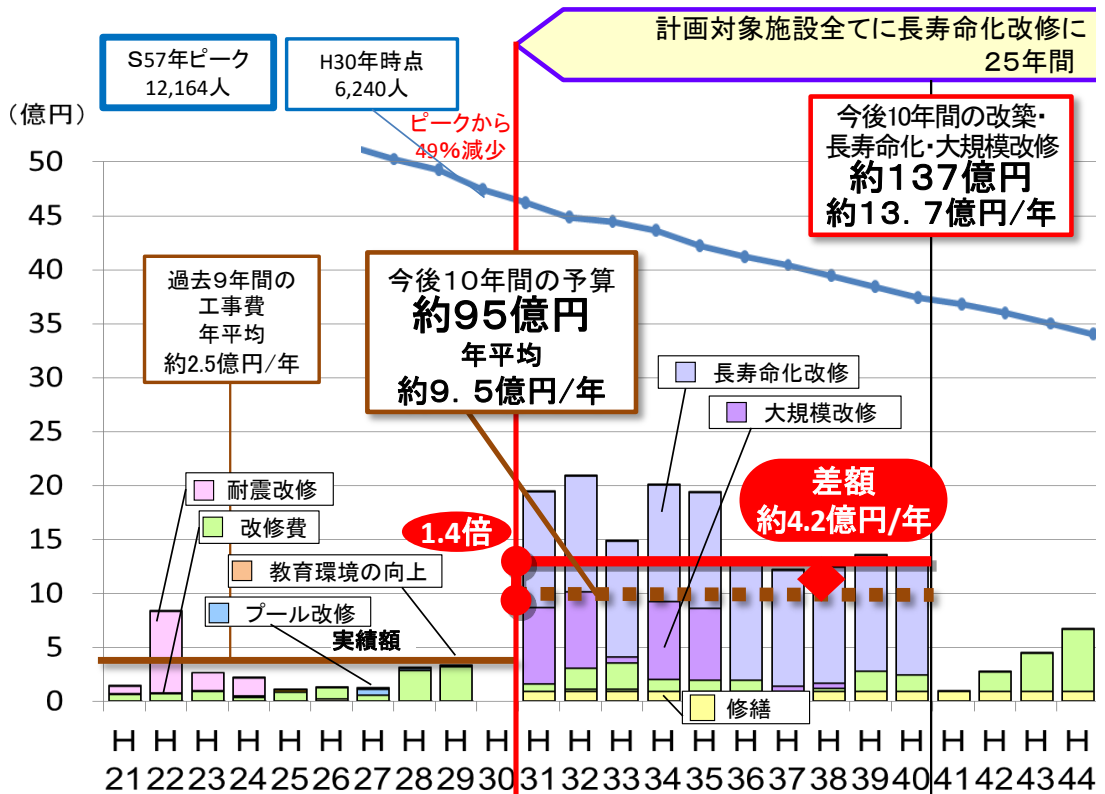 計画対象施設全てに長寿命化改修に
25年間
S57年ピーク
12,164人
H30年時点
6,240人
(億円)
ピークから
49%減少
今後10年間の改築・
長寿命化・大規模改修
約137億円
約13.7億円/年
過去9年間の
工事費
年平均
約2.5億円/年
今後10年間の予算
約95億円
年平均
約9.5億円/年
長寿命化改修
大規模改修
耐震改修
改修費
教育環境の向上
プール改修
実績額
1.4倍
差額
約4.2億円/年
修繕
50
45
40
35
30
25
20
15
10
5
0
H H H H H H H H H H H H H H H H H H H H H H H H
21 22 23 24 25 26 27 28 29 30 31 32 33 34 35 36 37 38 39 40 41 42 43 44